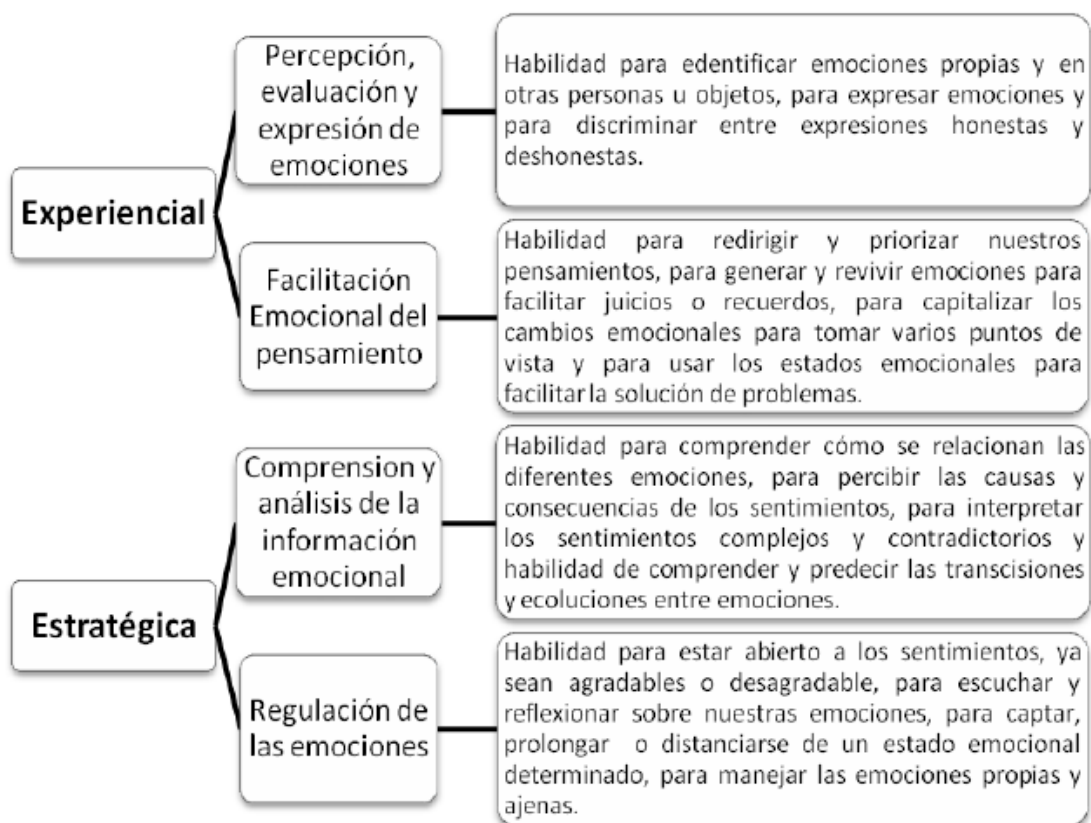 Experiencial
Percepción,
evaluación y
expresión de
emociones
Habilidad para edentificar emociones propias y en
otras personas u objetos, para expresar emociones y
para discriminar entre expresiones honestas y
deshonestas.
Facilitación
Emocional del
pensamiento
Habilidad para redirigir y priorizar nuestros
pensamientos, para generar y revivir emociones para
facilitar juicios o recuerdos, para capitalizar los
cambios emocionales para tomar varios puntos de
vista y para usar los estados emocionales para
facilitar la solución de problemas.
Estratégica
Comprension y
análisis de la
información
emocional
Habilidad para comprender cómo se relacionan las
diferentes emociones, para percibir las causas y
consecuencias de los sentimientos, para interpretar
los sentimientos complejos y contradictorios y
habilidad de comprender y predecir las transcisiones
y ecoluciones entre emociones.
Regulación de
las emociones
Habilidad para estar abierto a los sentimientos, ya
sean agradables o desagradable, para escuchar y
reflexionar sobre nuestras emociones, para captar,
prolongar o distanciarse de un estado emocional
determinado, para manejar las emociones propias y
ajenas.